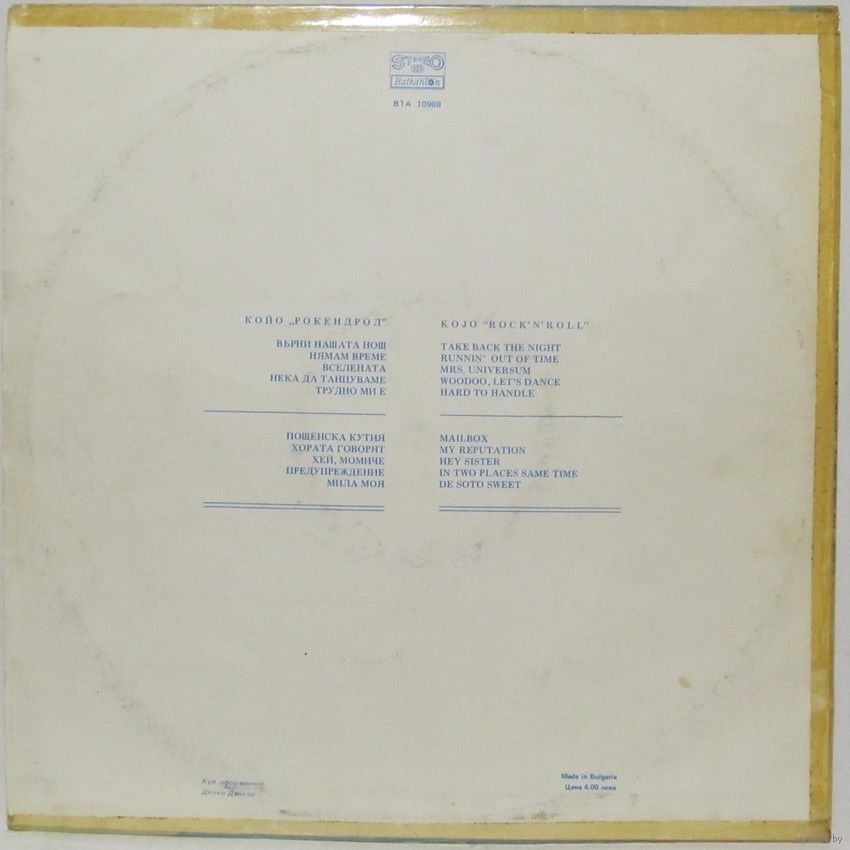 STEREO
Balkanton
BTA 10908
КОЙО „РОКЕНДРОЛ"
ВЪРНИ НАШАТА НОЩ
НЯМАМ ВРЕМЕ
ВСЕЛЕНАТА
НЕКА ДА ТАНЦУВАМЕ
ТРУДНО МИ Е
ПОЩЕНСКА КУТИЯ
ХОРАТА ГОВОРЯТ
ХЕЙ, МОМИЧЕ
ПРЕДУПРЕЖДЕНИЕ
МИЛА МОЯ
KOJO "ROCK'N'ROLL"
TAKE BACK THE NIGHT
RUNNIN' OUT OF TIME
MRS. UNIVERSUM
WOODOO, LET'S DANCE
HARD TO HANDLE
MAILBOX
MY REPUTATION
HEY SISTER
IN TWO PLACES SAME TIME
DE SOTO SWEET
Худ. оформление
Made in Bulgaria
Цена 4.00 лева